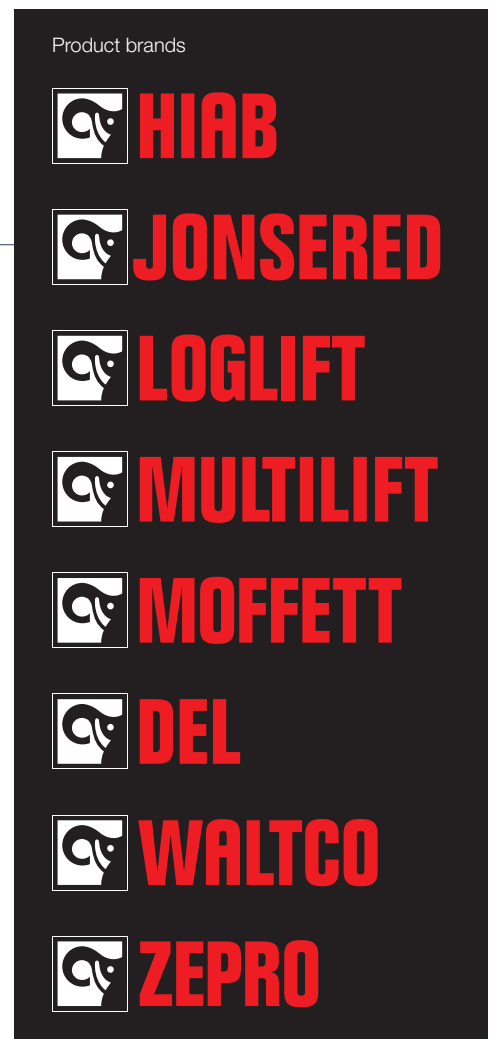 Product brands
HIAB
JONSERED
LOGLIFT
MULTILIFT
MOFFETT
DEL
WALTCO
ZEPRO